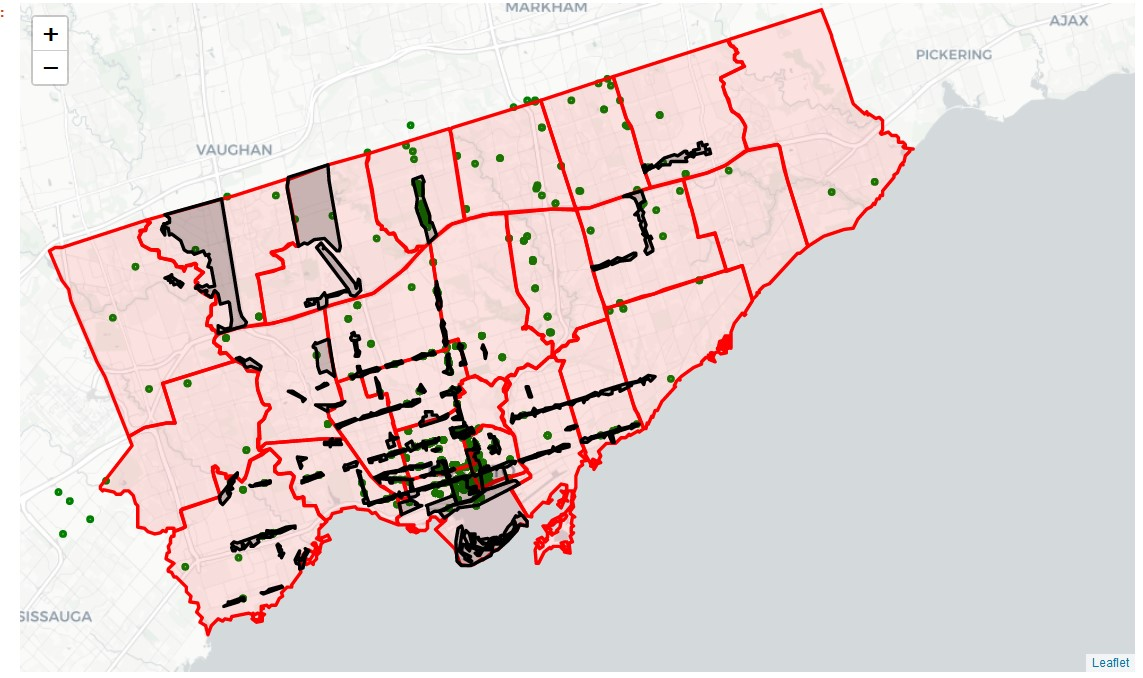 :
MARKHAM
AJAX
+
−
PICKERING
VAUGHAN
SISSAUGA
Leaflet